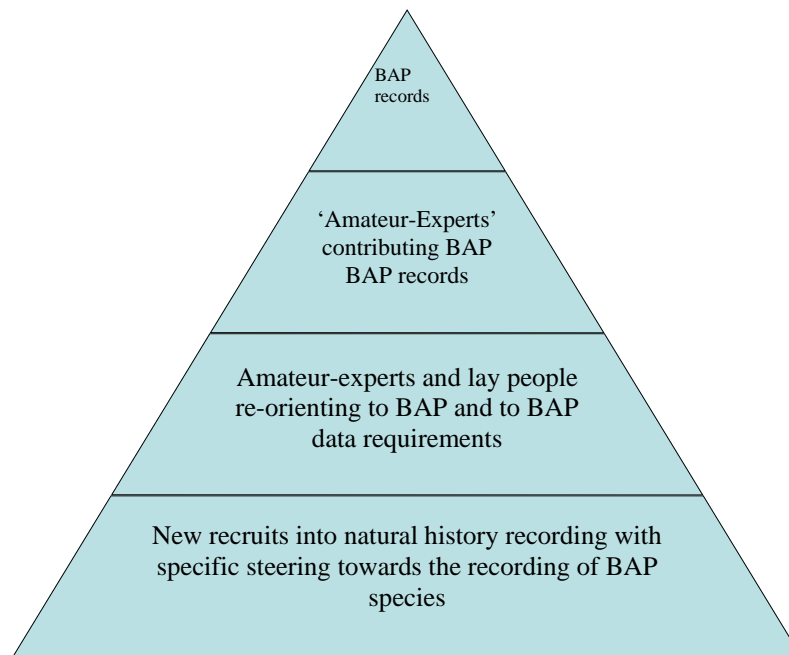 BAP
records
‘Amateur-Experts’
contributing BAP
BAP records
Amateur-experts and lay people
re-orienting to BAP and to BAP
data requirements
New recruits into natural history recording with
specific steering towards the recording of BAP
species